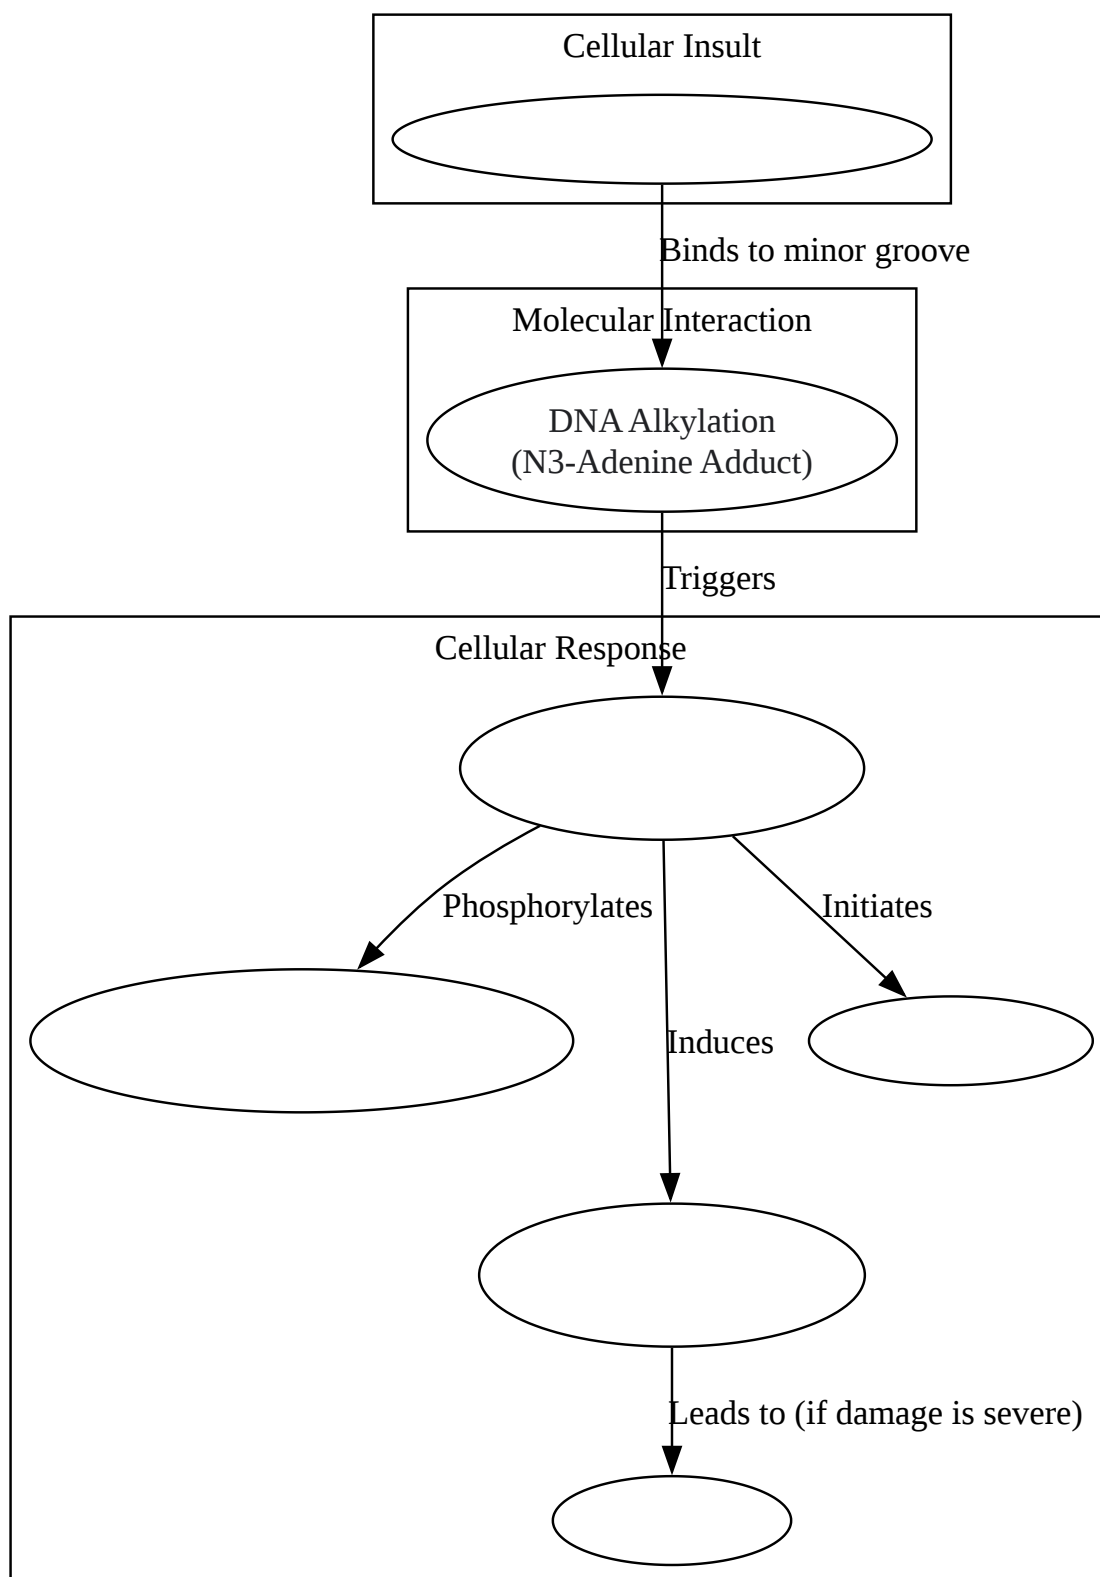 Cellular Insult
Binds to minor groove
Molecular Interaction
DNA Alkylation
(N3-Adenine Adduct)
Triggers
Cellular Response
Phosphorylates
Initiates
Induces
Leads to (if damage is severe)